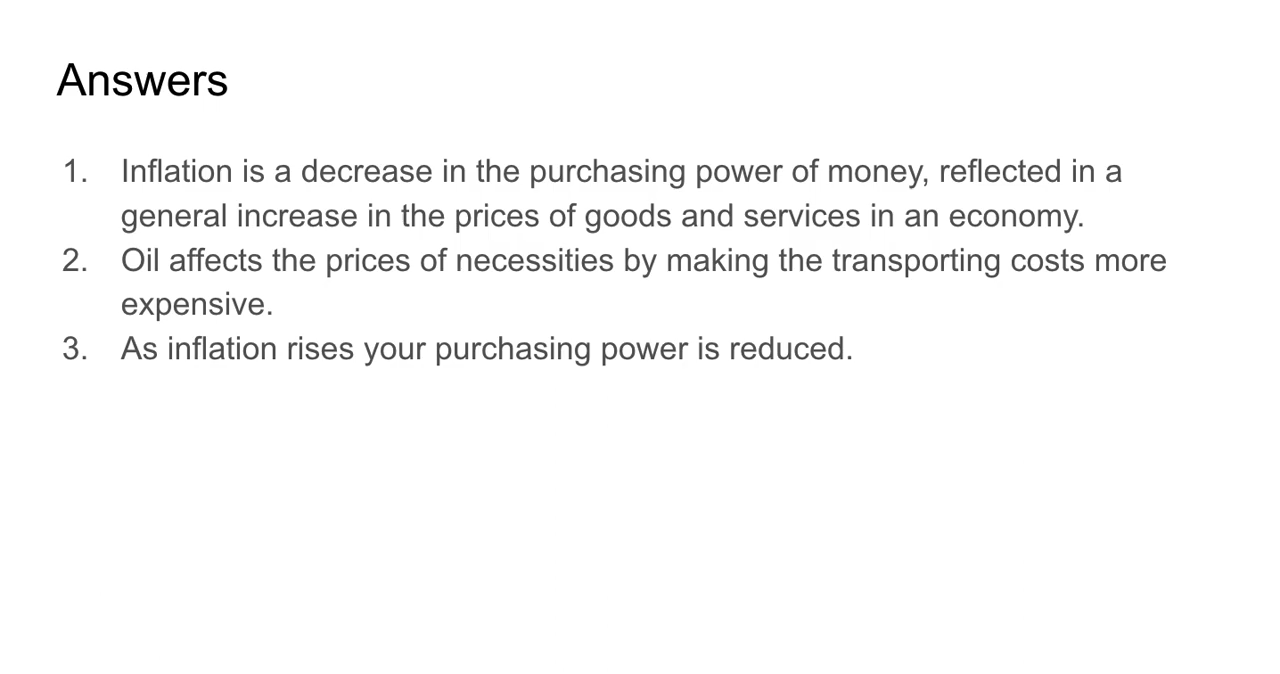 Answers
1. Inflation is a decrease in the purchasing power of money, reflected in a
general increase in the prices of goods and services in an economy.
2. Oil affects the prices of necessities by making the transporting costs more
expensive.
3. As inflation rises your purchasing power is reduced.